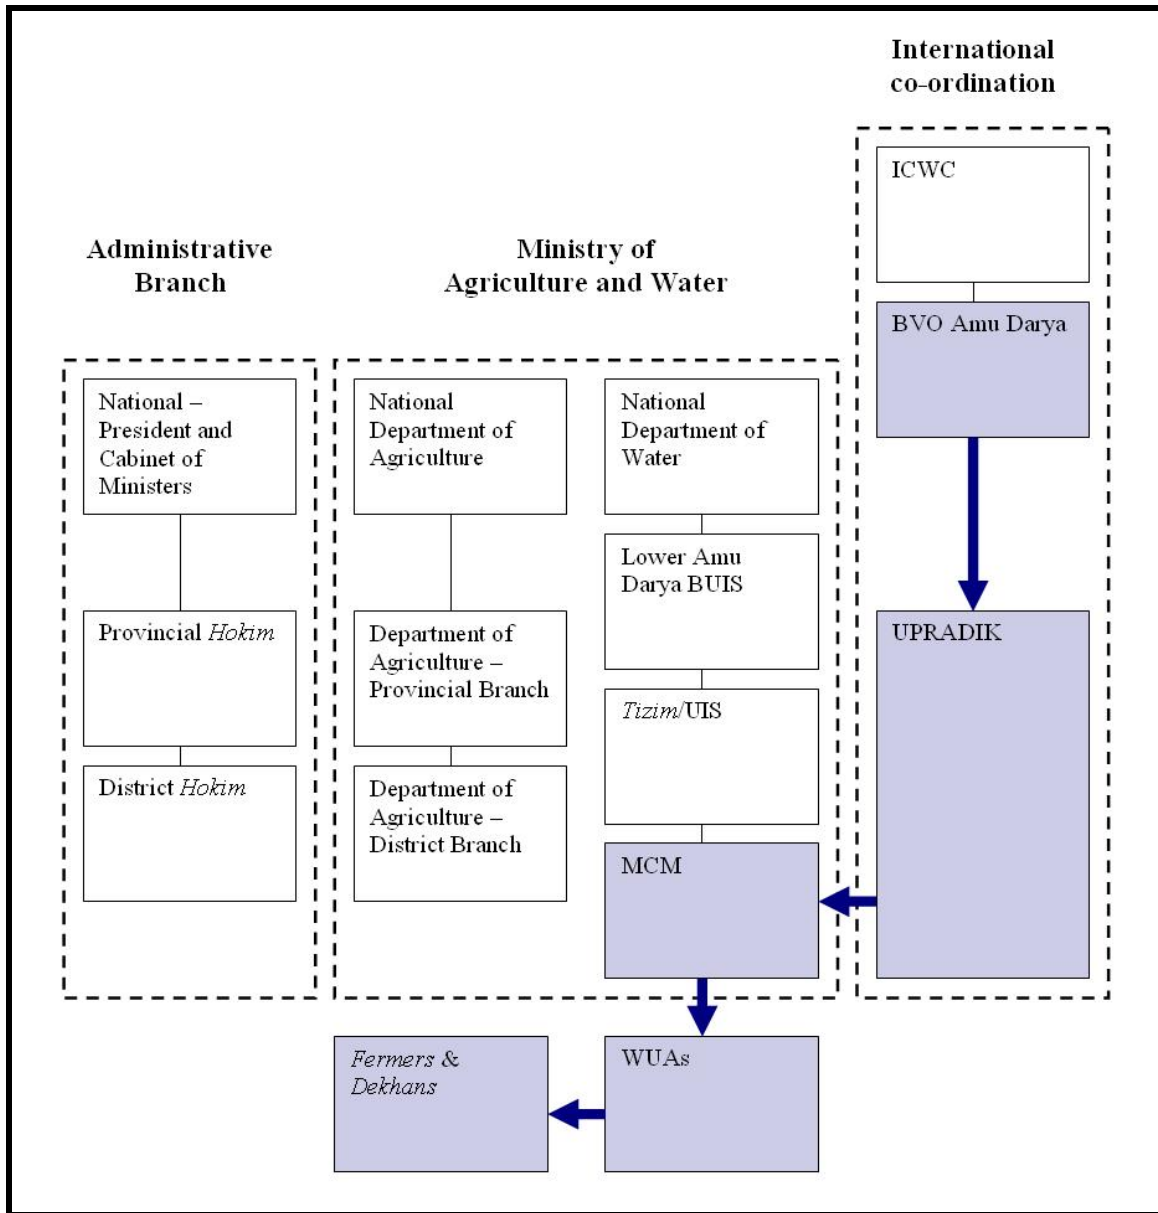 International
co-ordination
ICWC
Administrative
Branch
Ministry of
Agriculture and Water
BVO Amu Darya
National –
President and
Cabinet of
Ministers
National
Department of
Agriculture
National
Department of
Water
Lower Amu
Darya BUIS
Provincial Hokim
Department of
Agriculture –
Provincial Branch
UPRADIK
Tizim/UIS
District Hokim
Department of
Agriculture –
District Branch
MCM
Fermers &
Dekhans
WUAs